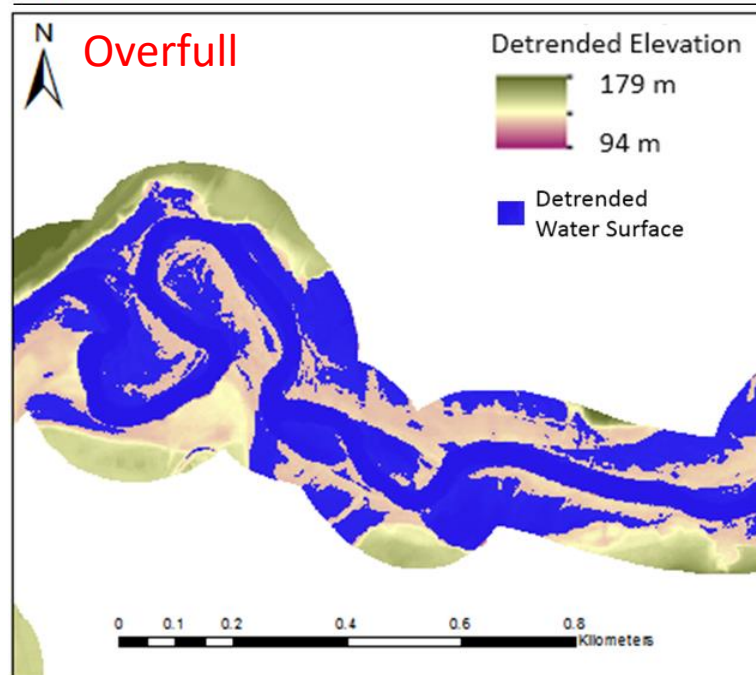 N
Overfull
Detrended Elevation
179 m
94 m
Detrended
Water Surface
0 0.1 0.2 0.4 0.6 0.8
Kilometers